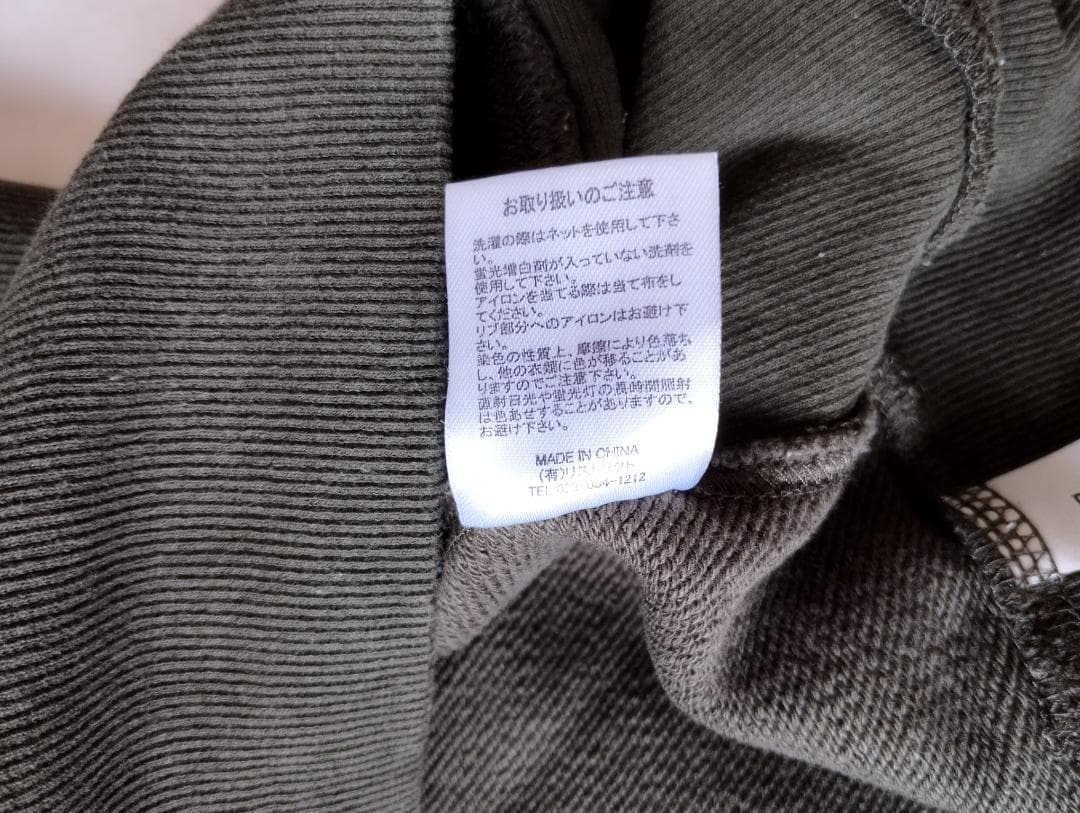 お取り扱いのご注意
洗濯の際はネットを使用して下さ
い。
蛍光増白剤が入っていない洗剤を
使用して下さい。
アイロンを当てる際は当て布をし
てください。
リブ部分へのアイロンはお避け下
さい。
染色の性質上、摩擦により色落ち
し、他の衣類に色が移ることがあ
りますのでご注意下さい。
直射日光や蛍光灯の長時間照射
は色あせすることがありますので、
お避け下さい。
MADE IN CHINA
(有)
TEL